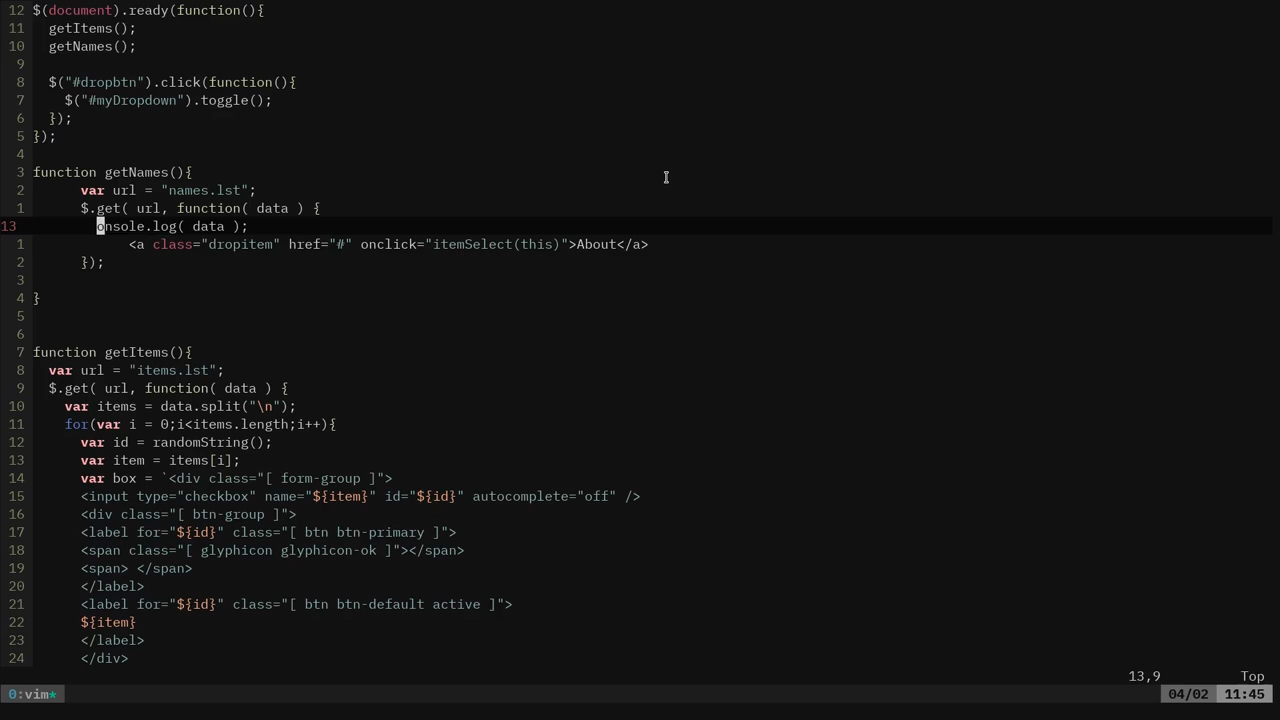 12 $(document).ready(function(){
11   getItems();
10   getNames();
9
8   $("#dropbtn").click(function(){
7     $("#myDropdown").toggle();
6   });
5 });
4
3 function getNames(){
2       var url = "names.lst";
1       $.get( url, function( data ) {
13         onsole.log( data );
1             <a class="dropitem" href="#" onclick="itemSelect(this)">About</a>
2       });
3
4 }
5
6
7 function getItems(){
8   var url = "items.lst";
9   $.get( url, function( data ) {
10     var items = data.split("\n");
11     for(var i = 0;i<items.length;i++){
12       var id = randomString();
13       var item = items[i];
14       var box = `<div class="[ form-group ]">
15       <input type="checkbox" name="${item}" id="${id}" autocomplete="off" />
16       <div class="[ btn-group ]">
17       <label for="${id}" class="[ btn btn-primary ]">
18       <span class="[ glyphicon glyphicon-ok ]"></span>
19       <span> </span>
20       </label>
21       <label for="${id}" class="[ btn btn-default active ]">
22       ${item}
23       </label>
24       </div>
13,9 Top
0:vim* 04/02 11:45